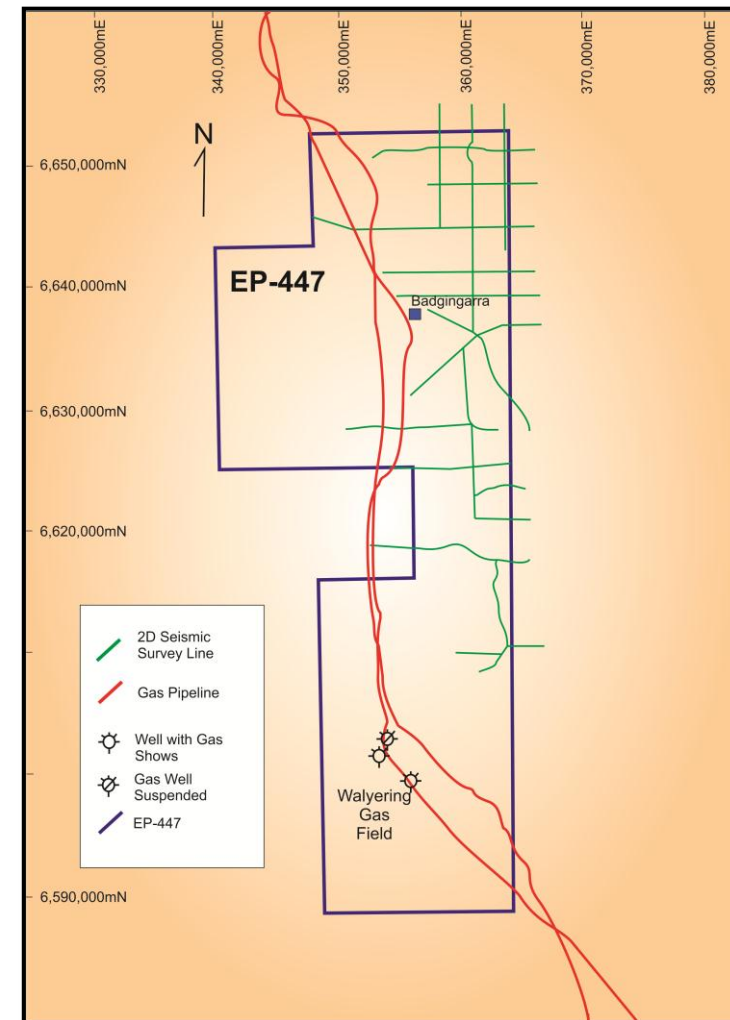 330,000mE
340,000mE
350,000mE
360,000mE
370,000mE
380,000mE
N
6,650,000mN
EP-447
6,640,000mN
Badgingarra
6,630,000mN
6,620,000mN
2D Seismic
Survey Line
Gas Pipeline
Well with Gas
Shows
Gas Well
Suspended
EP-447
Walyering
Gas
Field
6,590,000mN